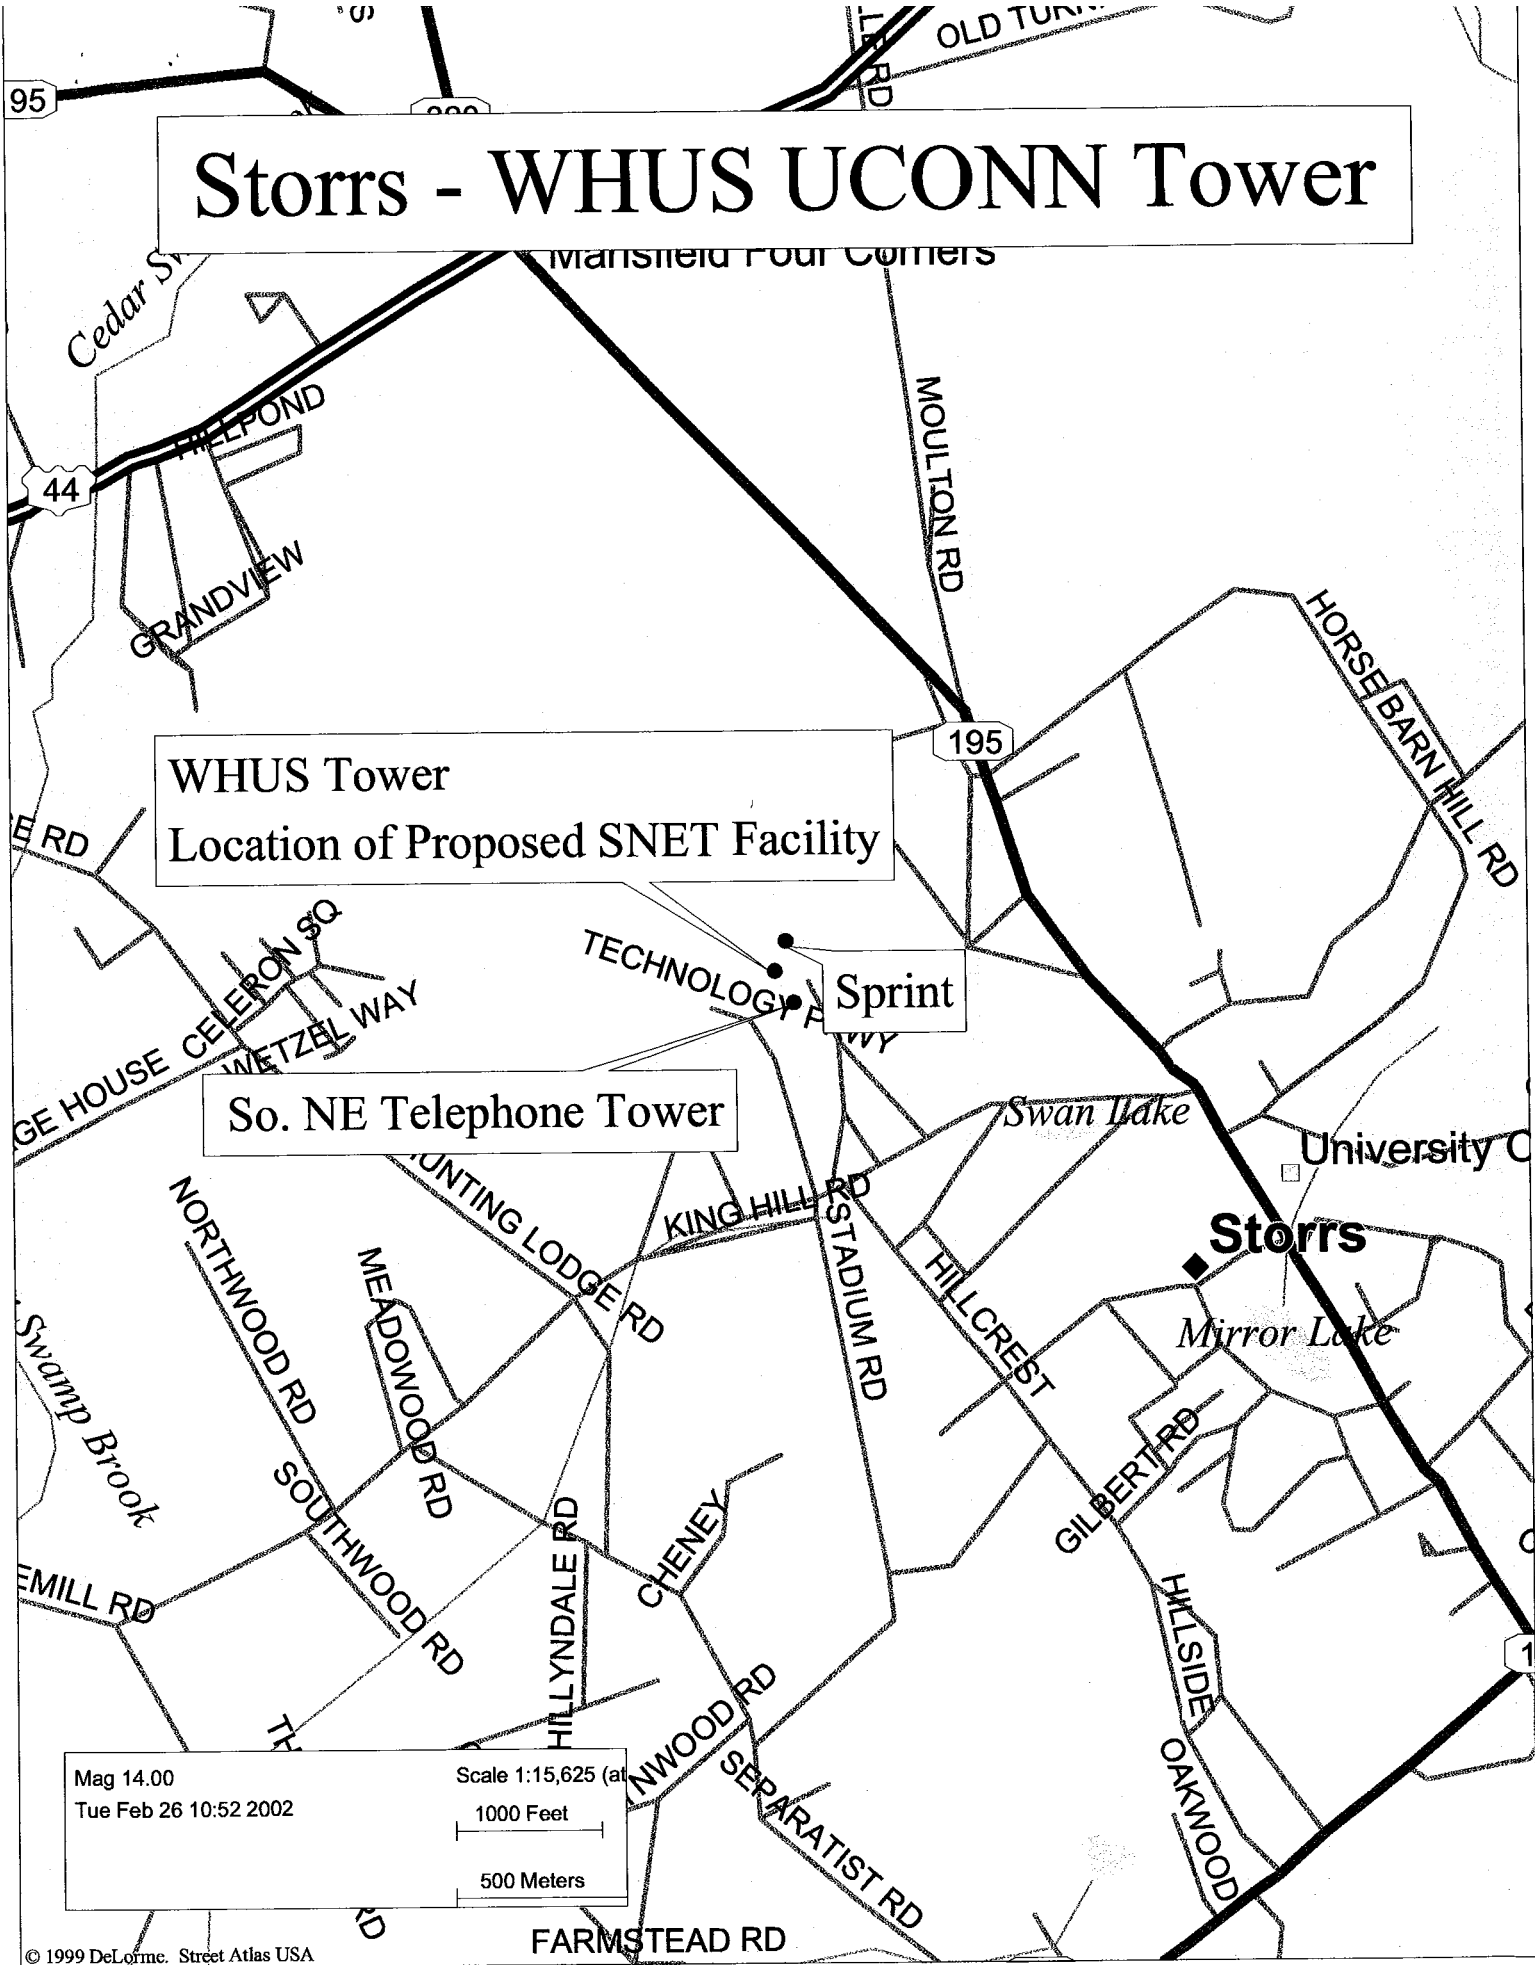 OLD
RD
95
Storrs - WHUS UCONN Tower
Mansfield Four Corners
Cedar
HILLPOND
MOULTON RD
44
GRANDVIEW
HORSE BARN HILL RD
195
WHUS Tower
Location of Proposed SNET Facility
E RD
CELERON SQ
TECHNOLOGY P WY
Sprint
WETZEL WAY
GE HOUSE
So. NE Telephone Tower
Swan Lake
University C
UNTING LODGE RD
KING HILL RD
NORTHWOOD RD
STADIUM RD
Storrs
MEADOWOOD RD
HILLCREST
Mirror Lake
Swamp Brook
GILBERT RD
SOUTHWOOD RD
CHENEY
HILLYNDALE RD
EMILL RD
HILLSIDE
1
NWOOD RD
TH
SEPARATIST RD
OAKWOOD
Mag 14.00
Tue Feb 26 10:52 2002
Scale 1:15,625 (at
1000 Feet
500 Meters
RD
FARMSTEAD RD
© 1999 DeLorme. Street Atlas USA